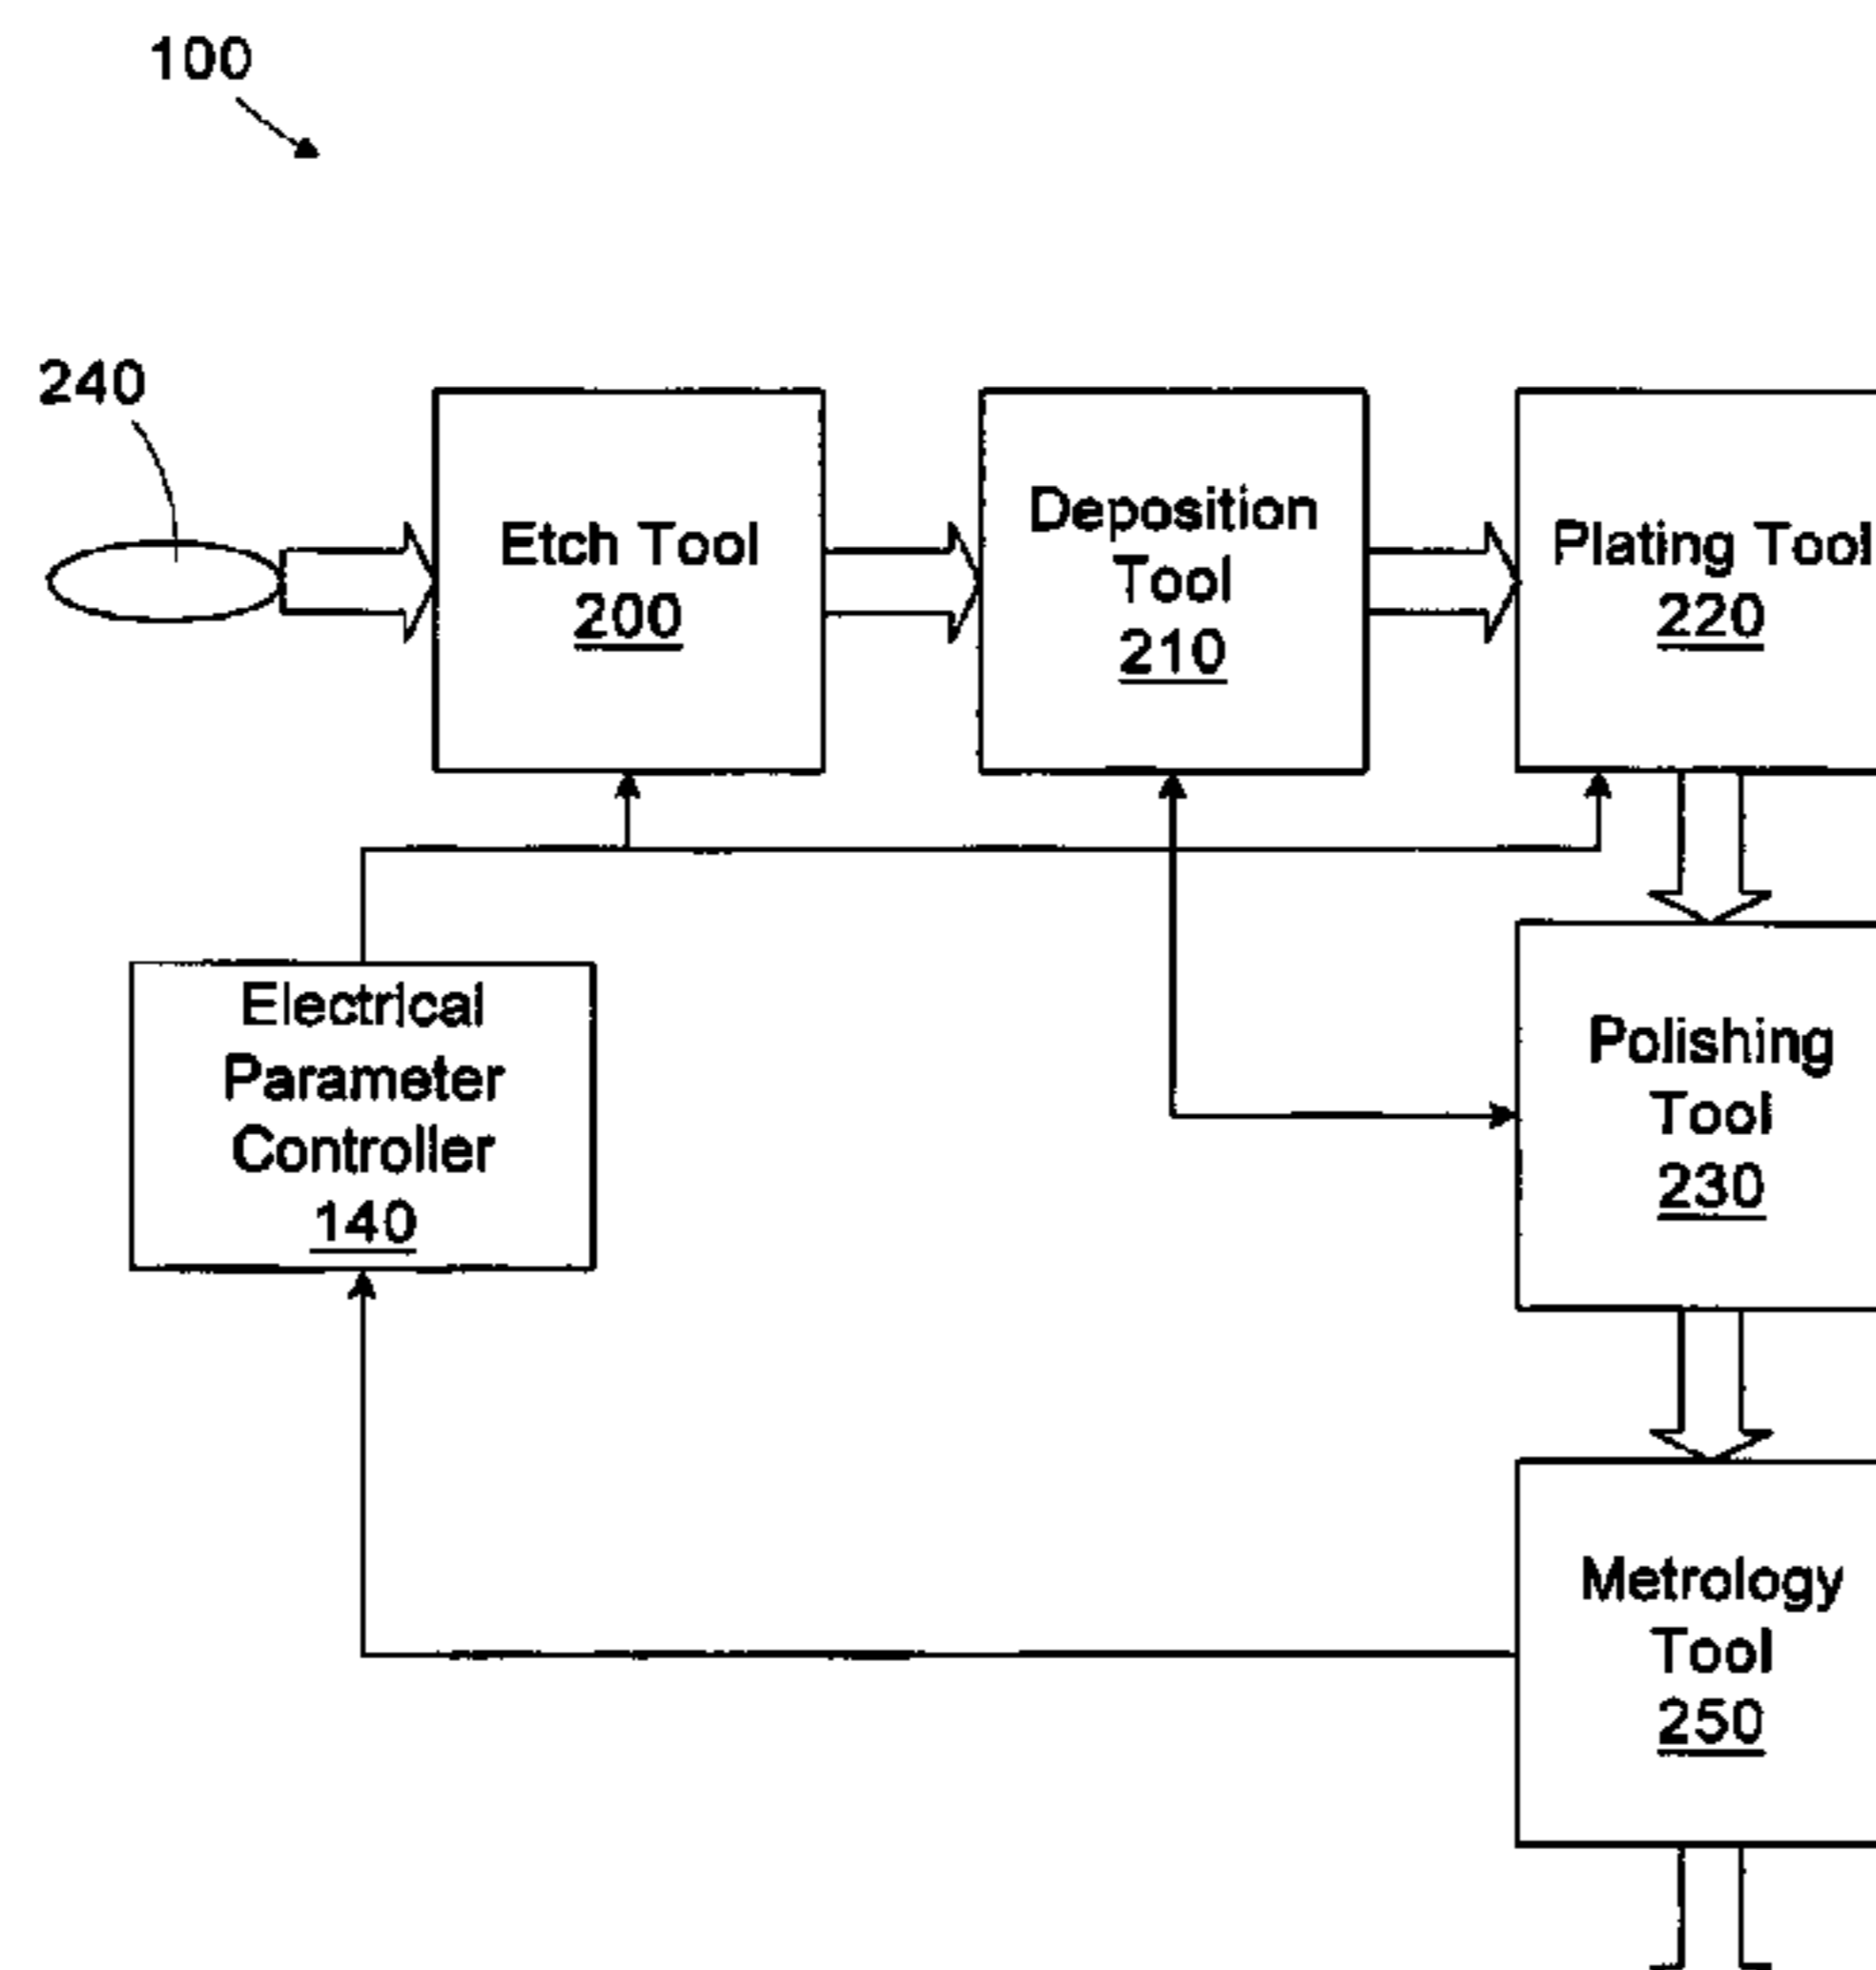 100
240
Etch Tool
200
Deposition
Tool
210
Plating Tool
220
Electrical
Parameter
Controller
140
Polishing
Tool
230
Metrology
Tool
250